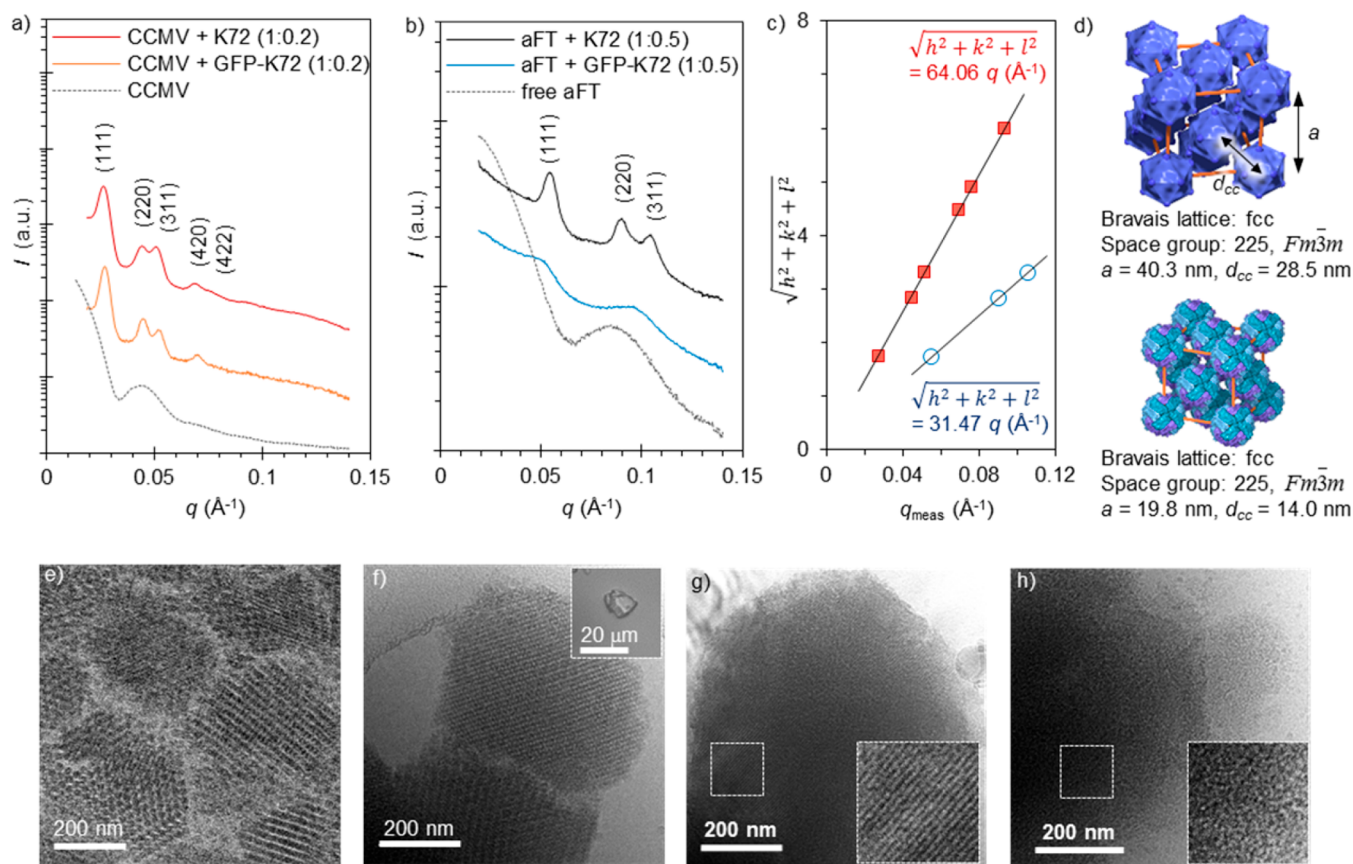 a)
CCMV + K72 (1:0.2)
CCMV + GFP-K72 (1:0.2)
CCMV
(111)
(220)
(311)
(420)
(422)
I (a.u.)
0
0.05
0.1
0.15
q (Å-1)
b)
aFT + K72 (1:0.5)
aFT + GFP-K72 (1:0.5)
free aFT
(111)
(220)
(311)
I (a.u.)
0
0.05
0.1
0.15
q (Å-1)
c)
8
4
0
√h² + k² + l²
√h² + k² + l²
= 64.06 q (Å-1)
√h² + k² + l²
= 31.47 q (Å-1)
0
0.04
0.08
0.12
qmeas (Å-1)
d)
a
dcc
Bravais lattice: fcc
Space group: 225, Fm3̄m
a = 40.3 nm, dcc = 28.5 nm
Bravais lattice: fcc
Space group: 225, Fm3̄m
a = 19.8 nm, dcc = 14.0 nm
e)
200 nm
f)
20 µm
200 nm
g)
200 nm
h)
200 nm